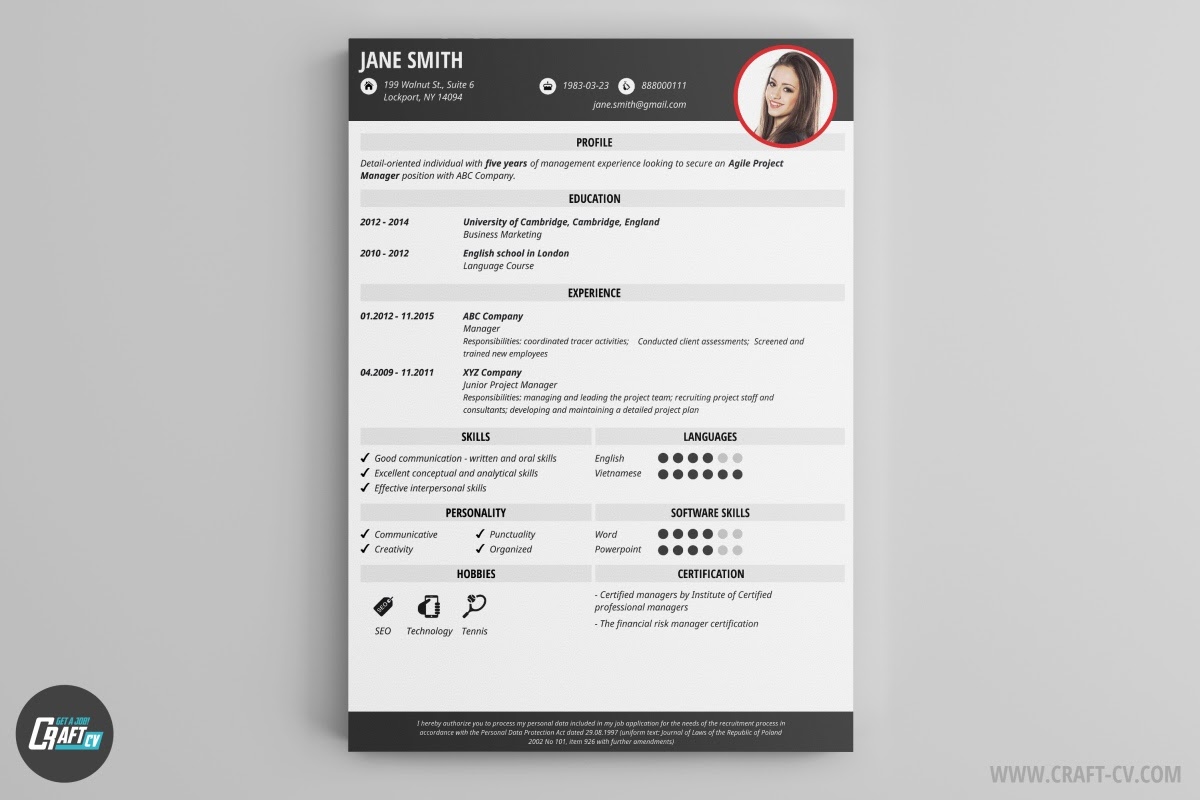 JANE SMITH
199 Walnut St., Suite 6
Lockport, NY 14094
1983-03-23
888000111
jane.smith@gmail.com
PROFILE
Detail-oriented individual with five years of management experience looking to secure an Agile Project
Manager position with ABC Company.
EDUCATION
2012 - 2014
University of Cambridge, Cambridge, England
Business Marketing
2010 - 2012
English school in London
Language Course
EXPERIENCE
01.2012 - 11.2015
ABC Company
Manager
Responsibilities: coordinated tracer activities; Conducted client assessments; Screened and
trained new employees
04.2009 - 11.2011
XYZ Company
Junior Project Manager
Responsibilities: managing and leading the project team; recruiting project staff and
consultants; developing and maintaining a detailed project plan
SKILLS
Good communication - written and oral skills
Excellent conceptual and analytical skills
Effective interpersonal skills
LANGUAGES
English
Vietnamese
PERSONALITY
Communicative
Punctuality
Creativity
Organized
SOFTWARE SKILLS
Word
Powerpoint
HOBBIES
SEO
SEO
Technology
Tennis
CERTIFICATION
- Certified managers by Institute of Certified
professional managers
- The financial risk manager certification
I hereby authorize you to process my personal data included in my job application for the needs of the recruitment process in
accordance with the Personal Data Protection Act dated 29.08.1997 (uniform text: Journal of Laws of the Republic of Poland
2002 No 101, item 926 with further amendments)
GET A JOB!
CRAFT
CV
WWW.CRAFT-CV.COM